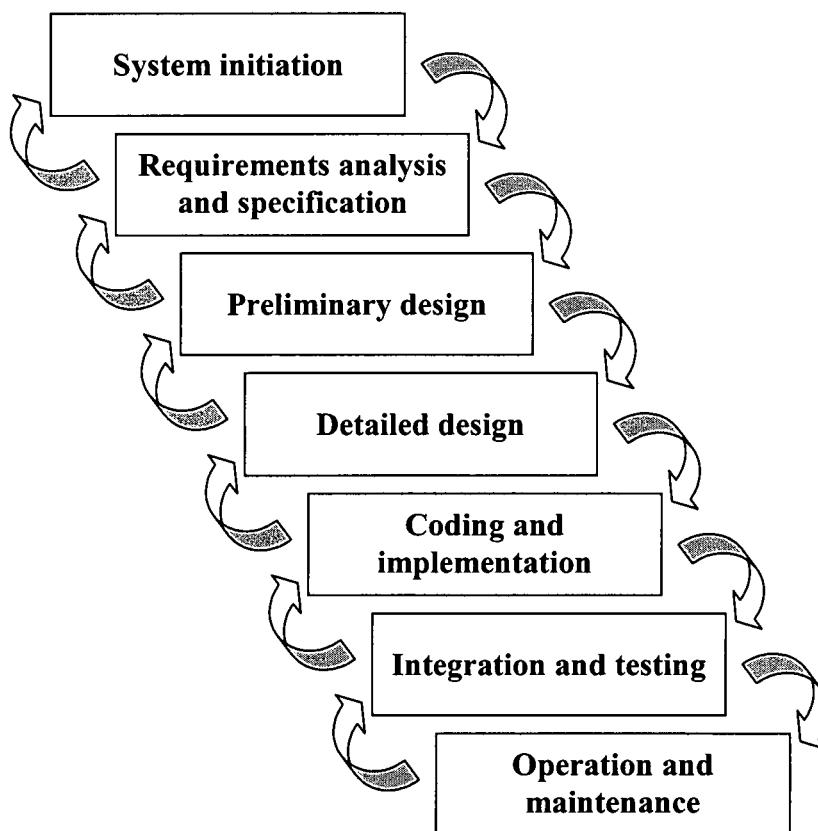 System initiation
Requirements analysis
and specification
Preliminary design
Detailed design
Coding and
implementation
Integration and testing
Operation and
maintenance